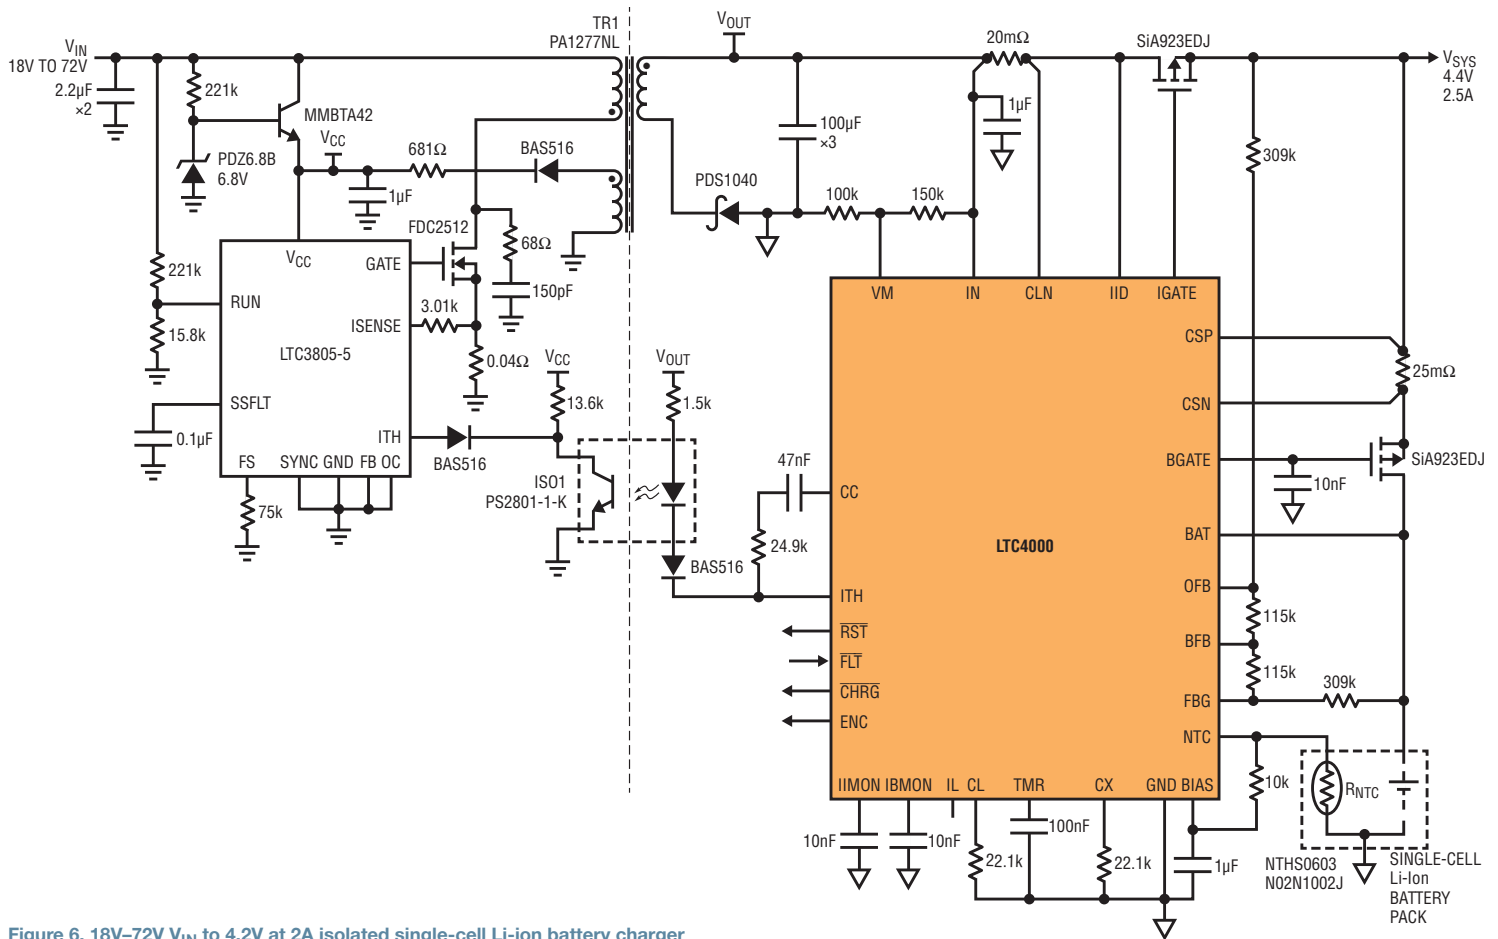 TR1
PA1277NL
VOUT
20mΩ
SiA923EDJ
VIN
18V TO 72V
VSYS
4.4V
2.5A
2.2µF
×2
221k
MMBTA42
VCC
PDZ6.8B
6.8V
681Ω
BAS516
1µF
100µF
×3
1µF
309k
PDS1040
100k
150k
FDC2512
68Ω
150pF
221k
15.8k
VCC
GATE
RUN
ISENSE
3.01k
LTC3805-5
0.04Ω
SSFLT
0.1µF
ITH
BAS516
FS
SYNC GND FB OC
75k
VCC
13.6k
VOUT
1.5k
ISO1
PS2801-1-K
BAS516
47nF
24.9k
VM
IN
CLN
IID
IGATE
CSP
25mΩ
CSN
CC
BGATE
SiA923EDJ
10nF
LTC4000
BAT
OFB
115k
BFB
115k
309k
FBG
NTC
ITH
RST
FLT
CHRG
ENC
IIMON IBMON IL CL TMR CX GND BIAS
10nF
10nF
22.1k
100nF
22.1k
1µF
10k
RNTC
NTHS0603
N02N1002J
SINGLE-CELL
Li-Ion
BATTERY
PACK
Figure 6. 18V–72V VIN to 4.2V at 2A isolated single-cell Li-ion battery charger